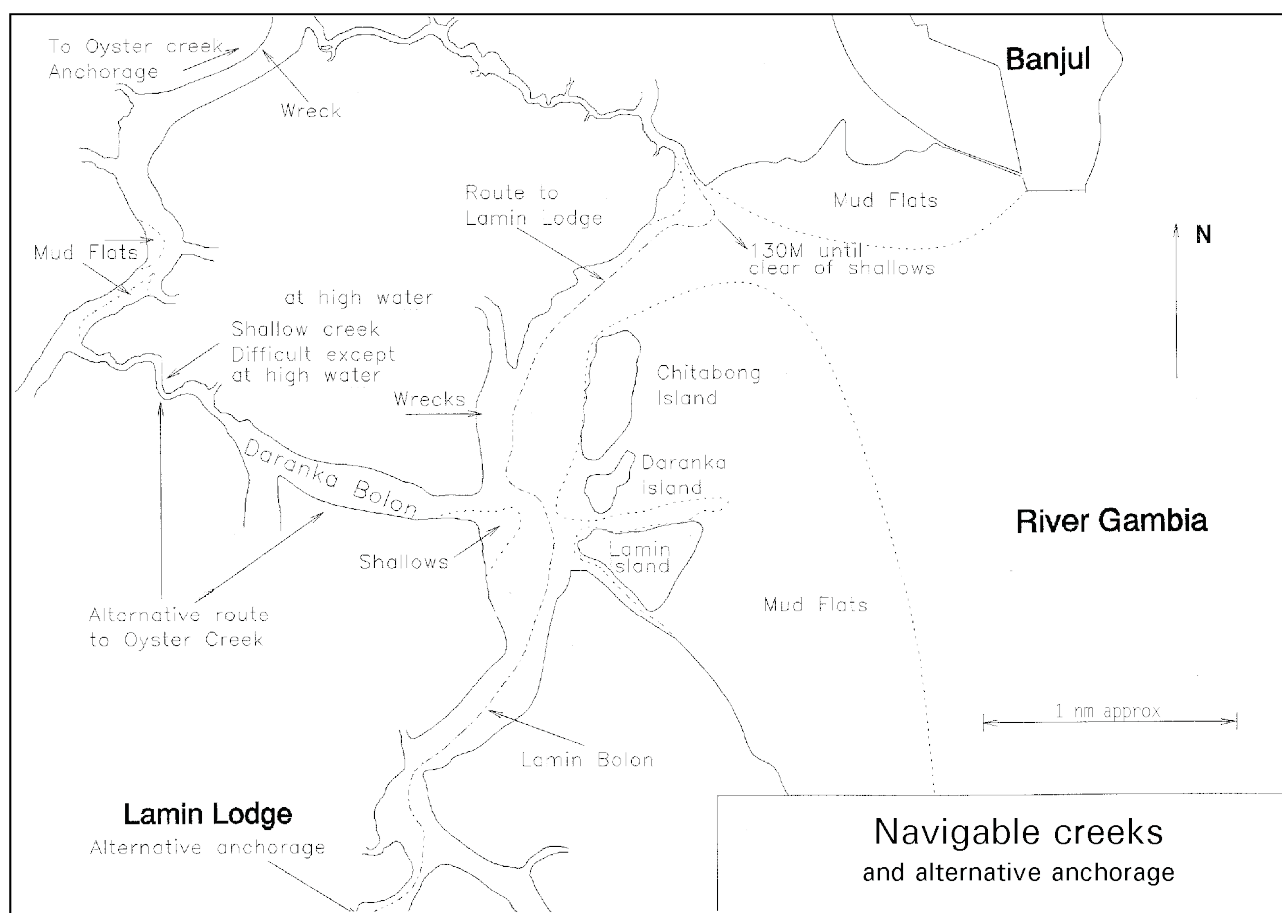 To Oyster creek
Anchorage
Wreck
Banjul
Route to
Lamin Lodge
Mud Flats
130M until
clear of shallows
N
Mud Flats
at high water
Shallow creek
Difficult except
at high water
Wrecks
Chitabong
Island
Daranka Bolon
Daranka
island
River Gambia
Shallows
Lamin
island
Mud Flats
Alternative route
to Oyster Creek
1 nm approx
Lamin Bolon
Lamin Lodge
Alternative anchorage
Navigable creeks
and alternative anchorage